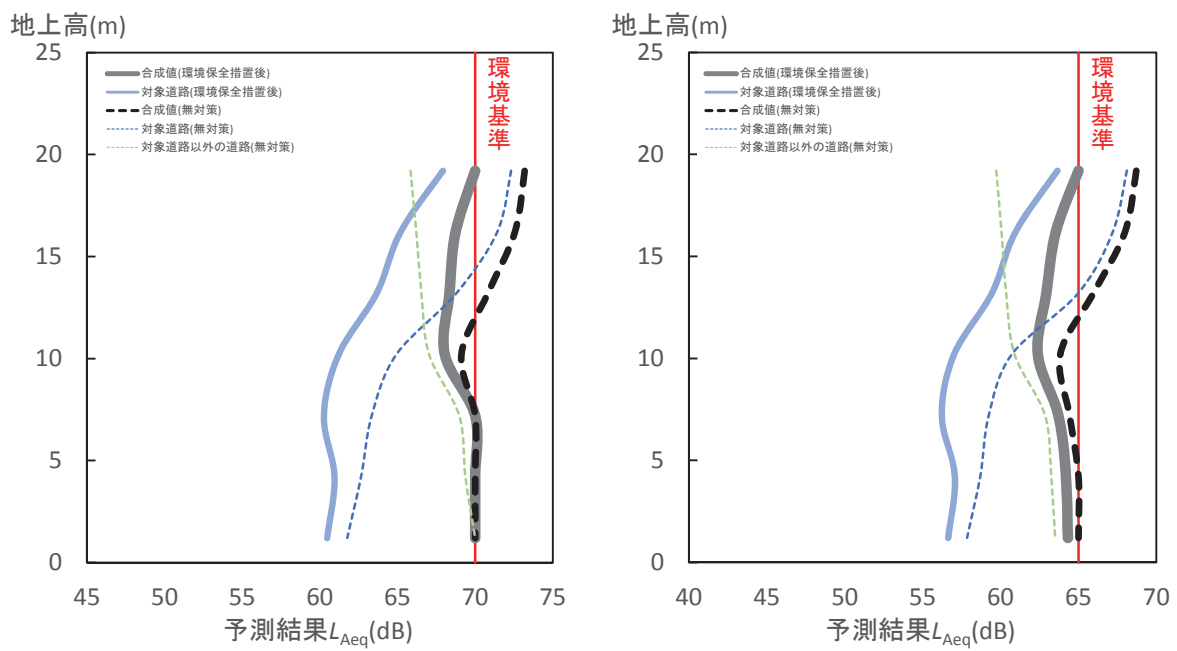 地上高(m)
25
20
15
10
5
0
合成値(環境保全措置後)
対象道路(環境保全措置後)
合成値(無対策)
対象道路(無対策)
対象道路以外の道路(無対策)
環境基準
45 50 55 60 65 70 75
予測結果LAeq(dB)
地上高(m)
25
20
15
10
5
0
合成値(環境保全措置後)
対象道路(環境保全措置後)
合成値(無対策)
対象道路(無対策)
対象道路以外の道路(無対策)
環境基準
40 45 50 55 60 65 70
予測結果LAeq(dB)